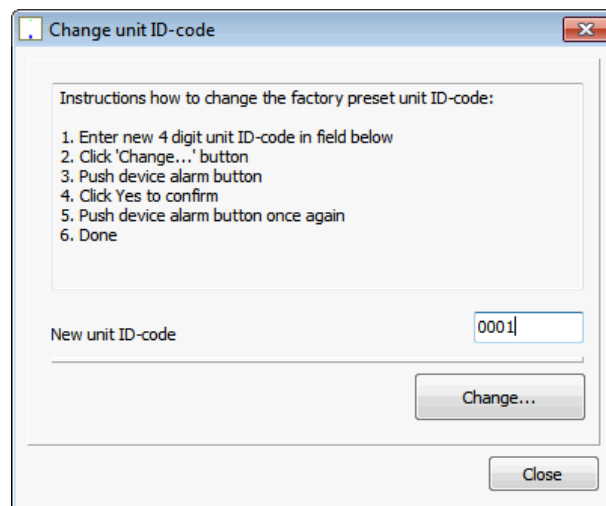 Change unit ID-code
Instructions how to change the factory preset unit ID-code:
1. Enter new 4 digit unit ID-code in field below
2. Click 'Change...' button
3. Push device alarm button
4. Click Yes to confirm
5. Push device alarm button once again
6. Done
New unit ID-code
0001
Change...
Close